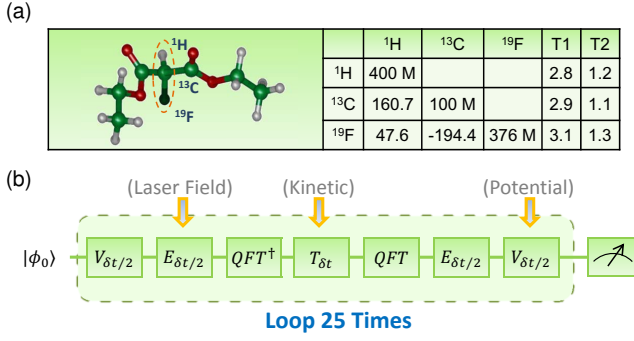 (a)
¹H
¹³C
¹⁹F
¹H ¹³C ¹⁹F T1 T2
¹H 400 M 2.8 1.2
¹³C 160.7 100 M 2.9 1.1
¹⁹F 47.6 -194.4 376 M 3.1 1.3
(b)
(Laser Field) (Kinetic) (Potential)
|ϕ₀⟩ V_{δt/2} E_{δt/2} QFT† T_{δt} QFT E_{δt/2} V_{δt/2}
Loop 25 Times